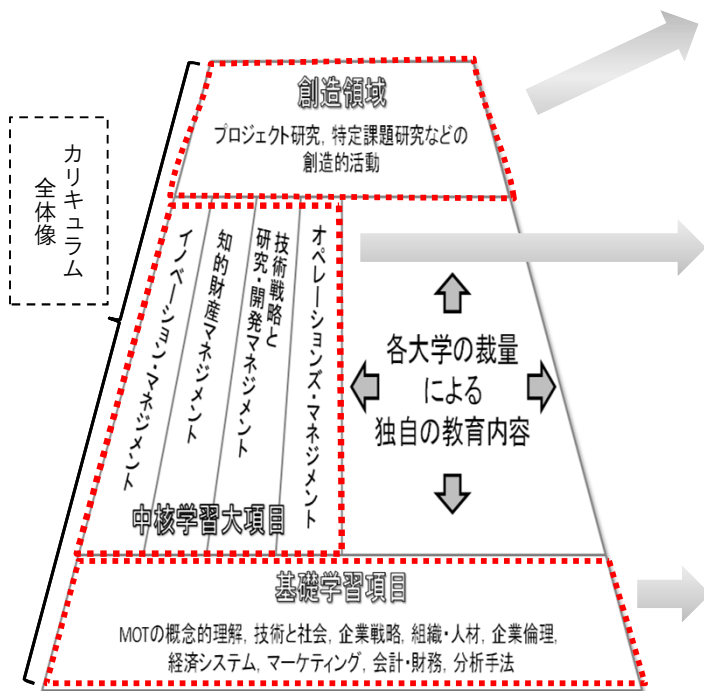 カリキュラム
全体像
創造領域
プロジェクト研究, 特定課題研究などの
創造的活動
イノベーション・マネジメント
知的財産マネジメント
技術戦略と
研究・開発マネジメント
オペレーションズ・マネジメント
中核学習大項目
各大学の裁量
による
独自の教育内容
基礎学習項目
MOTの概念的理解, 技術と社会, 企業戦略, 組織・人材, 企業倫理,
経済システム, マーケティング, 会計・財務, 分析手法